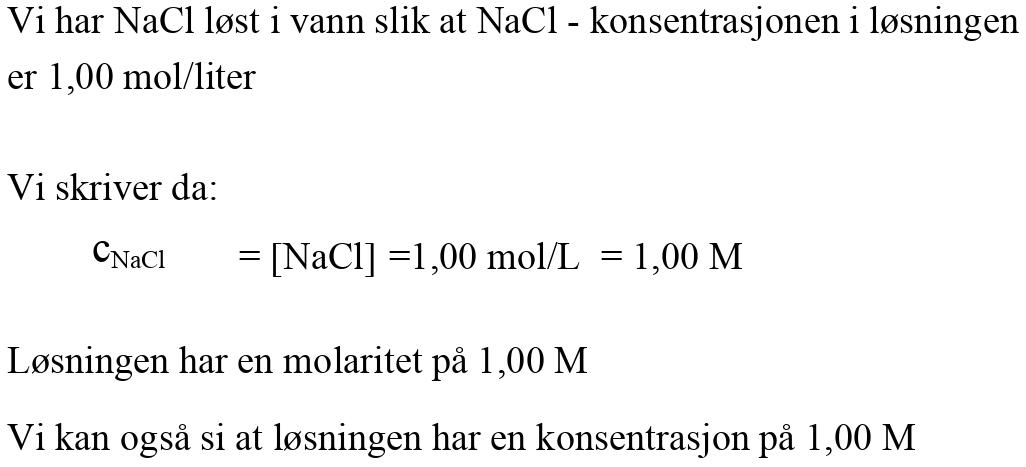 Vi har NaCl løst i vann slik at NaCl - konsentrasjonen i løsningen
er 1,00 mol/liter
Vi skriver da:
cNaCl = [NaCl] =1,00 mol/L = 1,00 M
Løsningen har en molaritet på 1,00 M
Vi kan også si at løsningen har en konsentrasjon på 1,00 M